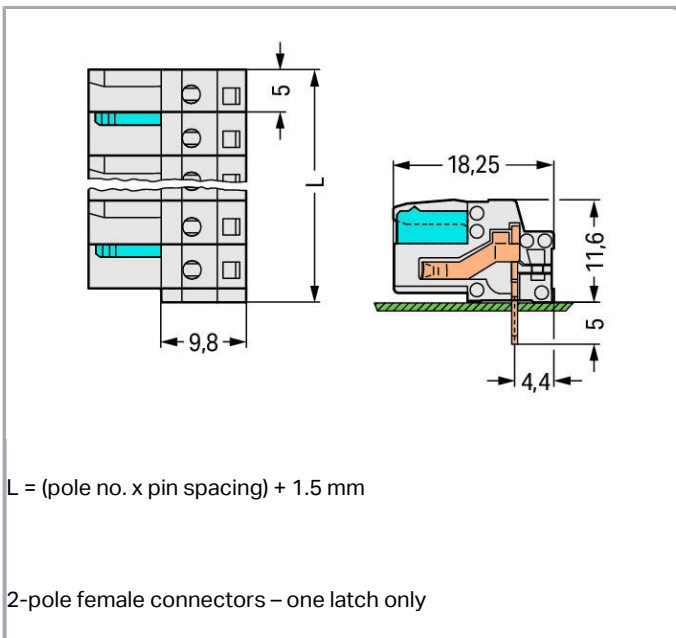 5
L
9,8
18,25
11,6
5
4,4
L = (pole no. x pin spacing) + 1.5 mm
2-pole female connectors – one latch only